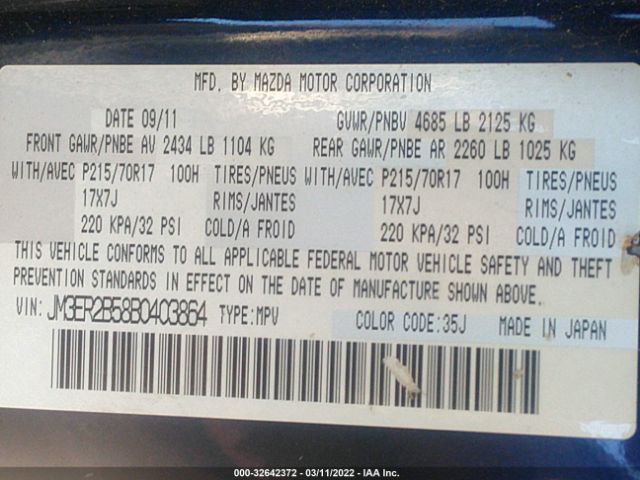 MFD. BY MAZDA MOTOR CORPORATION
DATE 09/11 GVWR/PNBV 4685 LB 2125 KG
FRONT GAWR/PNBE AV 2434 LB 1104 KG REAR GAWR/PNBE AR 2260 LB 1025 KG
WITH/AVEC P215/70R17 100H TIRES/PNEUS WITH/AVEC P215/70R17 100H TIRES/PNEUS
17X7J RIMS/JANTES 17X7J RIMS/JANTES
220 KPA/32 PSI COLD/A FROID 220 KPA/32 PSI COLD/A FROID
THIS VEHICLE CONFORMS TO ALL APPLICABLE FEDERAL MOTOR VEHICLE SAFETY AND THEFT
PREVENTION STANDARDS IN EFFECT ON THE DATE OF MANUFACTURE SHOWN ABOVE.
VIN: JM3ER2B58B0403864 TYPE:MPV COLOR CODE:35J MADE IN JAPAN
000-32642372 - 03/11/2022 - IAA Inc.